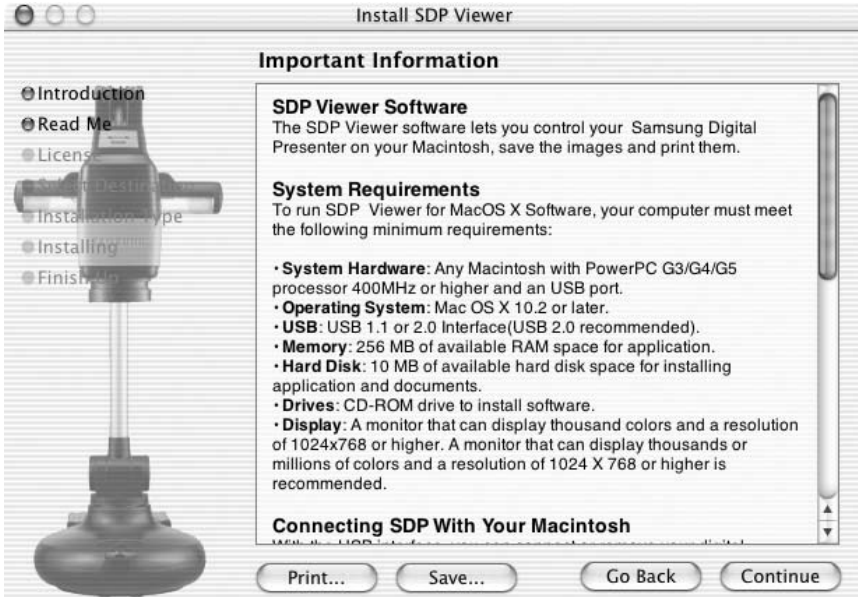 Install SDP Viewer
Important Information
Introduction
Read Me
License
Select Destination
Installation Type
Installing
Finish Up
SDP Viewer Software
The SDP Viewer software lets you control your Samsung Digital
Presenter on your Macintosh, save the images and print them.
System Requirements
To run SDP Viewer for MacOS X Software, your computer must meet
the following minimum requirements:
· System Hardware: Any Macintosh with PowerPC G3/G4/G5
processor 400MHz or higher and an USB port.
· Operating System: Mac OS X 10.2 or later.
· USB: USB 1.1 or 2.0 Interface(USB 2.0 recommended).
· Memory: 256 MB of available RAM space for application.
· Hard Disk: 10 MB of available hard disk space for installing
application and documents.
· Drives: CD-ROM drive to install software.
· Display: A monitor that can display thousand colors and a resolution
of 1024x768 or higher. A monitor that can display thousands or
millions of colors and a resolution of 1024 X 768 or higher is
recommended.
Connecting SDP With Your Macintosh
Print...
Save...
Go Back
Continue